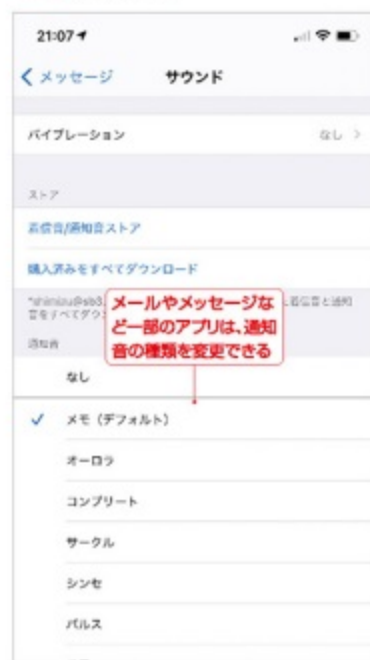 21:07
メッセージ サウンド
バイブレーション なし
ストア
着信音/通知音ストア
購入済みをすべてダウンロード
メールやメッセージな
ど一部のアプリは、通知
音の種類を変更できる
通知音
なし
メモ（デフォルト）
オーロラ
コンプリート
サークル
シンセ
パルス